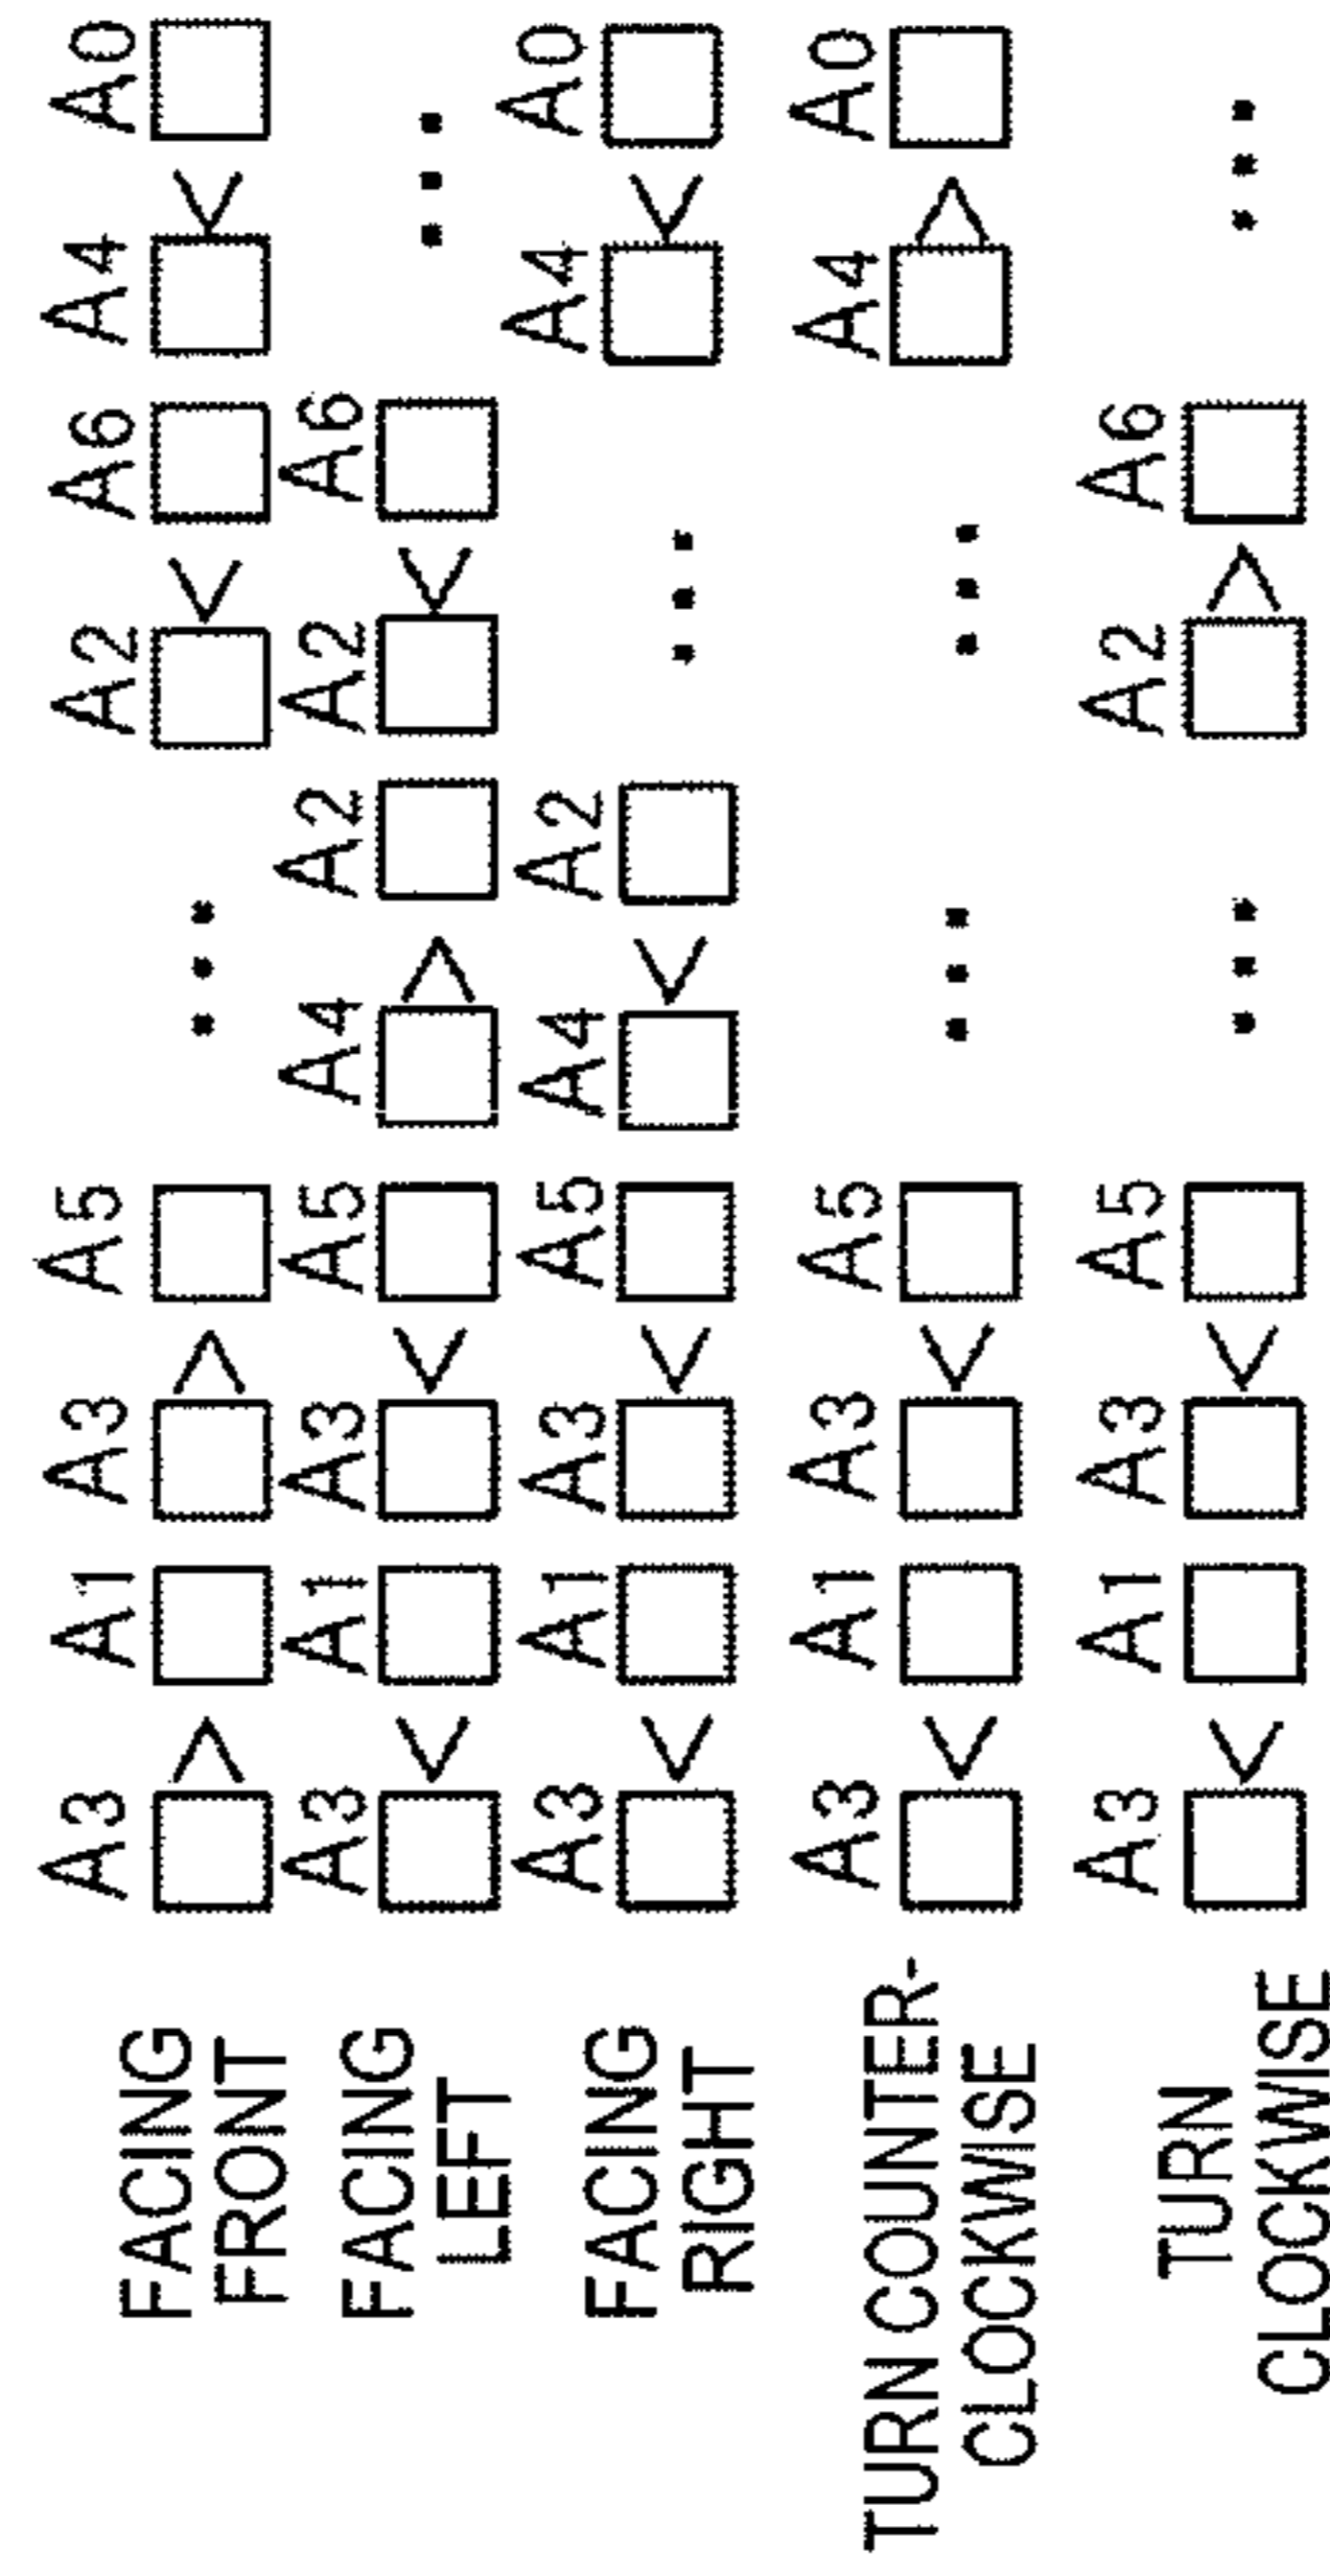 A3 A1 A3 A5 A2 A6 A4 A0
FACING
FRONT
> > ••• < <
A3 A1 A3 A5 A4 A2 A2 A6
FACING
LEFT
< < > < •••
A3 A1 A3 A5 A4 A2 A4 A0
FACING
RIGHT
< < < ••• <
A3 A1 A3 A5 A4 A0
TURN COUNTER-
CLOCKWISE
< < ••• ••• >
A3 A1 A3 A5 A2 A6
TURN
CLOCKWISE
< < ••• > •••